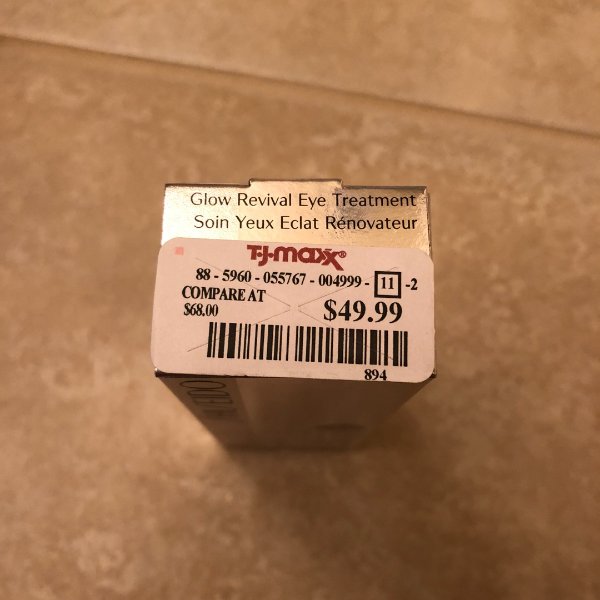 Glow Revival Eye Treatment
Soin Yeux Eclat Rénovateur
T·J·maxx®
88 - 5960 - 055767 - 004999 - 11 -2
COMPARE AT
$68.00
$49.99
894